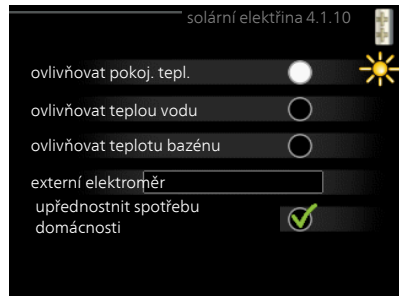 solární elektřina 4.1.10
ovlivňovat pokoj. tepl.
ovlivňovat teplou vodu
ovlivňovat teplotu bazénu
externí elektroměr
upřednostnit spotřebu
domácnosti